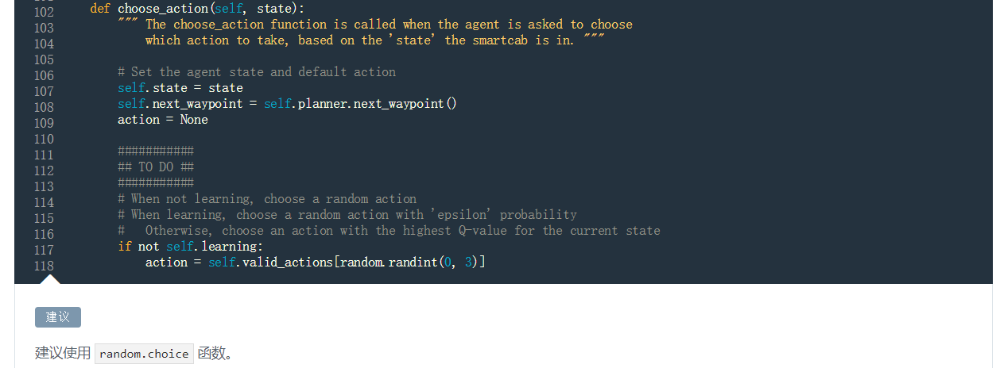 102 def choose_action(self, state):
103 """ The choose_action function is called when the agent is asked to choose
104 which action to take, based on the 'state' the smartcab is in. """
105
106 # Set the agent state and default action
107 self.state = state
108 self.next_waypoint = self.planner.next_waypoint()
109 action = None
110
111 ###########
112 ## TO DO ##
113 ###########
114 # When not learning, choose a random action
115 # When learning, choose a random action with 'epsilon' probability
116 #   Otherwise, choose an action with the highest Q-value for the current state
117 if not self.learning:
118 action = self.valid_actions[random.randint(0, 3)]
建议
建议使用 random.choice 函数。